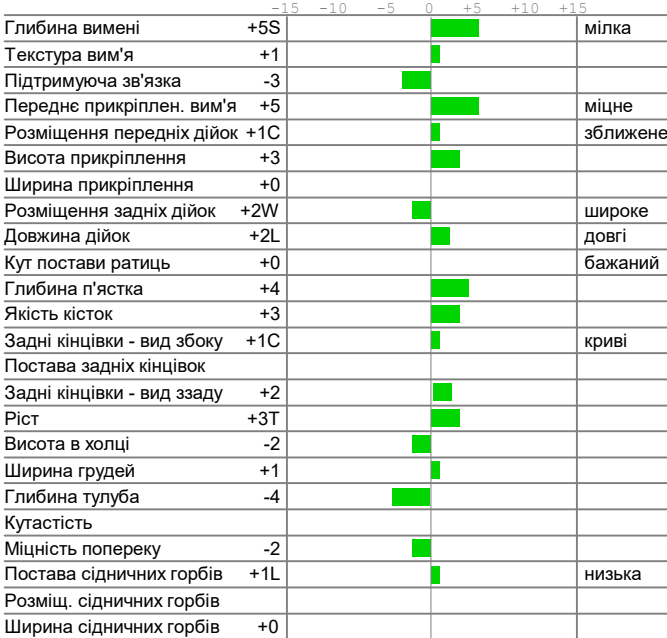 -15 -10 -5 0 +5 +10 +15
Глибина вимені +5S мілка
Текстура вим'я +1
Підтримуюча зв'язка -3
Переднє прикріплен. вим'я +5 міцне
Розміщення передніх дійок +1C зближене
Висота прикріплення +3
Ширина прикріплення +0
Розміщення задніх дійок +2W широке
Довжина дійок +2L довгі
Кут постави ратиць +0 бажаний
Глибина п'ястка +4
Якість кісток +3
Задні кінцівки - вид збоку +1C криві
Постава задніх кінцівок
Задні кінцівки - вид ззаду +2
Ріст +3T
Висота в холці -2
Ширина грудей +1
Глибина тулуба -4
Кутастість
Міцність попереку -2
Постава сідничних горбів +1L низька
Розміщ. сідничних горбів
Ширина сідничних горбів +0